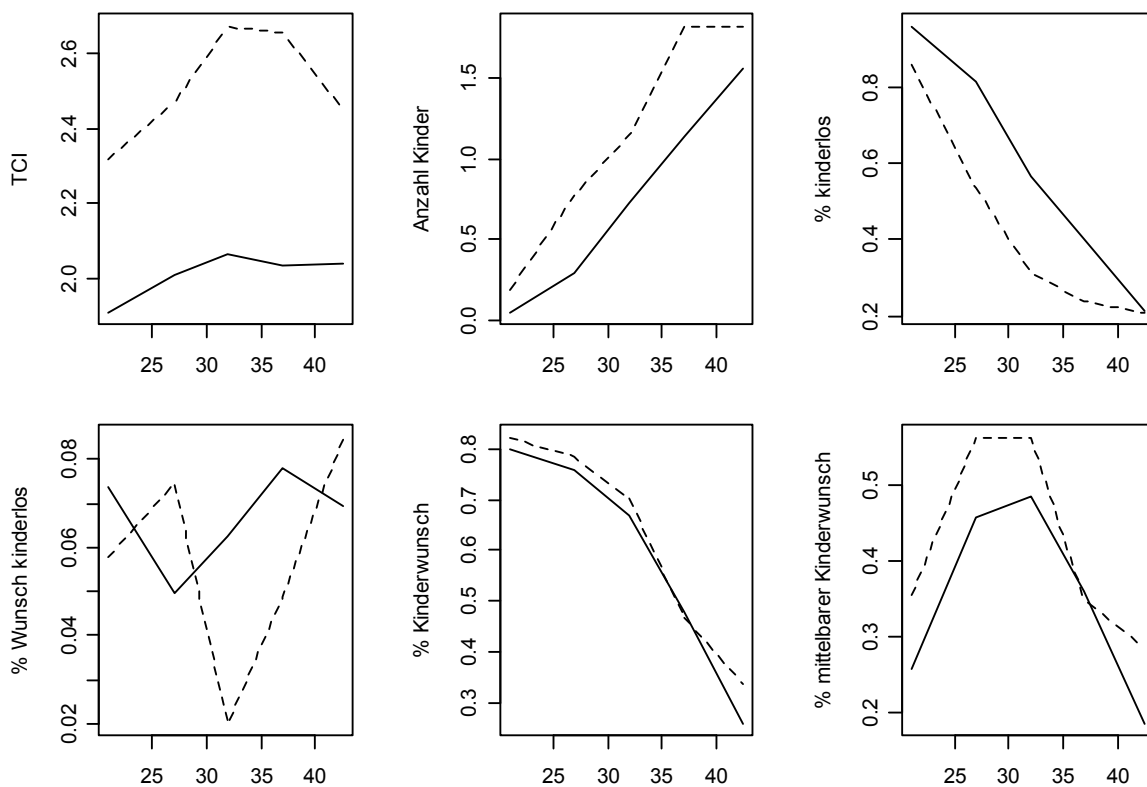 TCI
2.0 2.2 2.4 2.6
25 30 35 40
Anzahl Kinder
0.0 0.5 1.0 1.5
25 30 35 40
% kinderlos
0.2 0.4 0.6 0.8
25 30 35 40
% Wunsch kinderlos
0.02 0.04 0.06 0.08
25 30 35 40
% Kinderwunsch
0.3 0.4 0.5 0.6 0.7 0.8
25 30 35 40
% mittelbarer Kinderwunsch
0.2 0.3 0.4 0.5
25 30 35 40